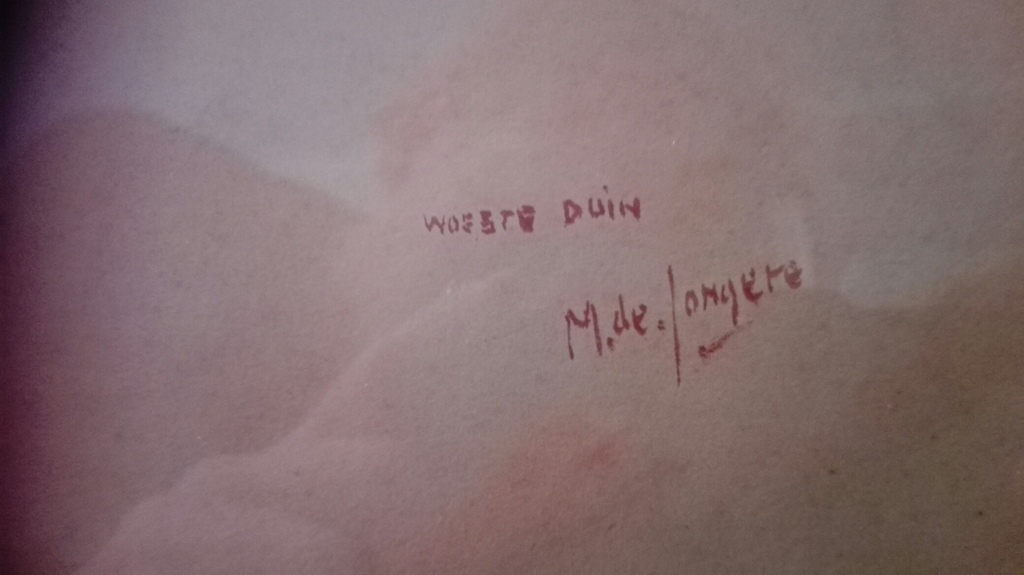 WOESTE DUIN
M. de. Jongere